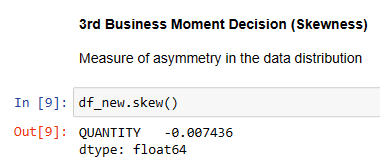 3rd Business Moment Decision (Skewness)
Measure of asymmetry in the data distribution
In [9]: df_new.skew()
Out[9]: QUANTITY   -0.007436
dtype: float64